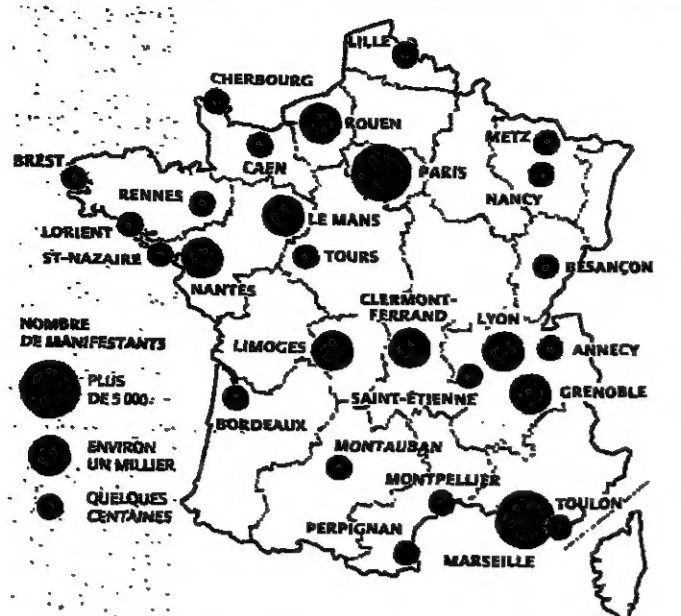 LILLE
CHERBOURG
ROUEN
METZ
CAEN
PARIS
BREST
RENNES
NANCY
LE MANS
LORIENT
ST-NAZAIRE
TOURS
BESANÇON
NANTES
CLERMONT-
FERRAND
LYON
NOMBRE
DE MANIFESTANTS
LIMOGES
ANNECY
PLUS
DE 5 000
SAINT-ÉTIENNE
GRENOBLE
BORDEAUX
ENVIRON
UN MILLIER
MONTAUBAN
MONTPELLIER
QUELQUES
CENTAINES
TOULON
PERPIGNAN
MARSEILLE